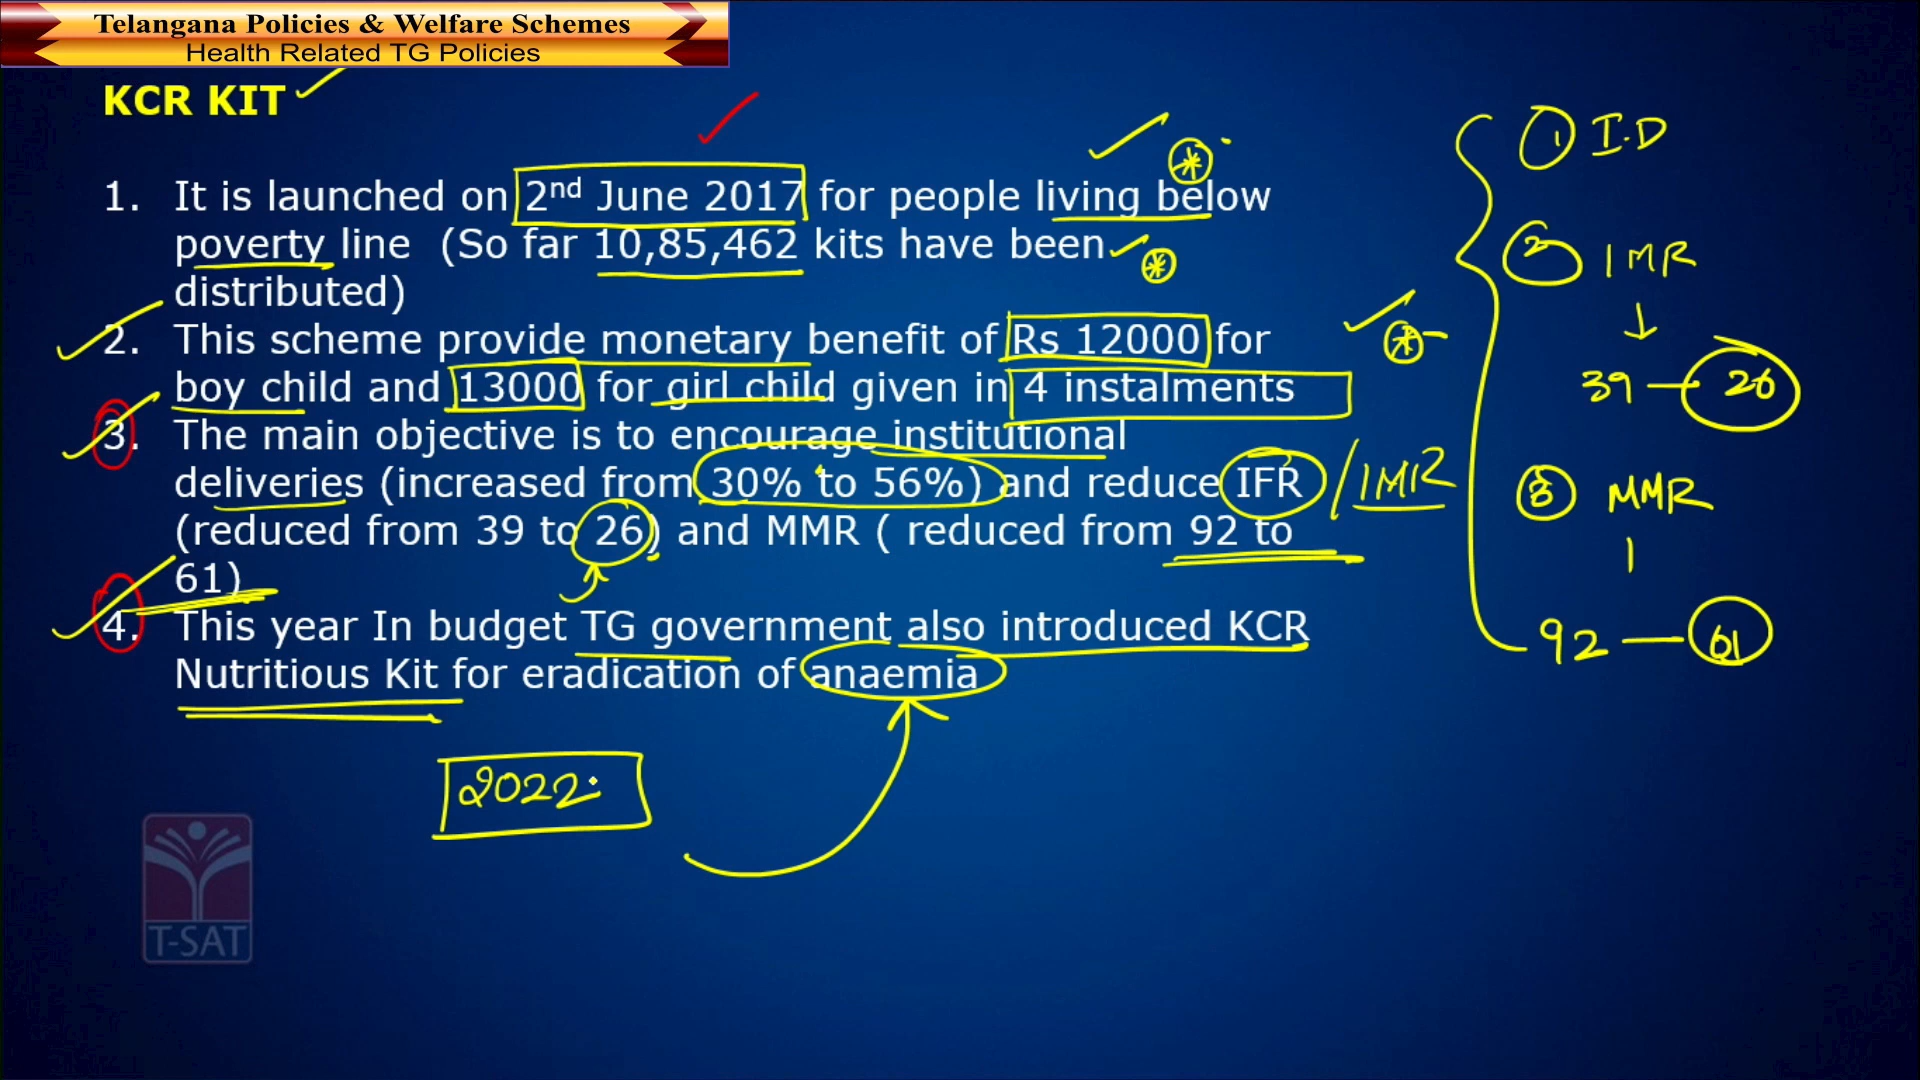 Telangana Policies & Welfare Schemes
Health Related TG Policies
KCR KIT
1. It is launched on 2nd June 2017 for people living below
poverty line (So far 10,85,462 kits have been
distributed)
2. This scheme provide monetary benefit of Rs 12000 for
boy child and 13000 for girl child given in 4 instalments
3. The main objective is to encourage institutional
deliveries (increased from 30% to 56%) and reduce IFR / IMR
(reduced from 39 to 26) and MMR ( reduced from 92 to
61)
4. This year In budget TG government also introduced KCR
Nutritious Kit for eradication of anaemia
2022
1 I.D
2 IMR
39 — 26
3 MMR
92 — 61
T-SAT